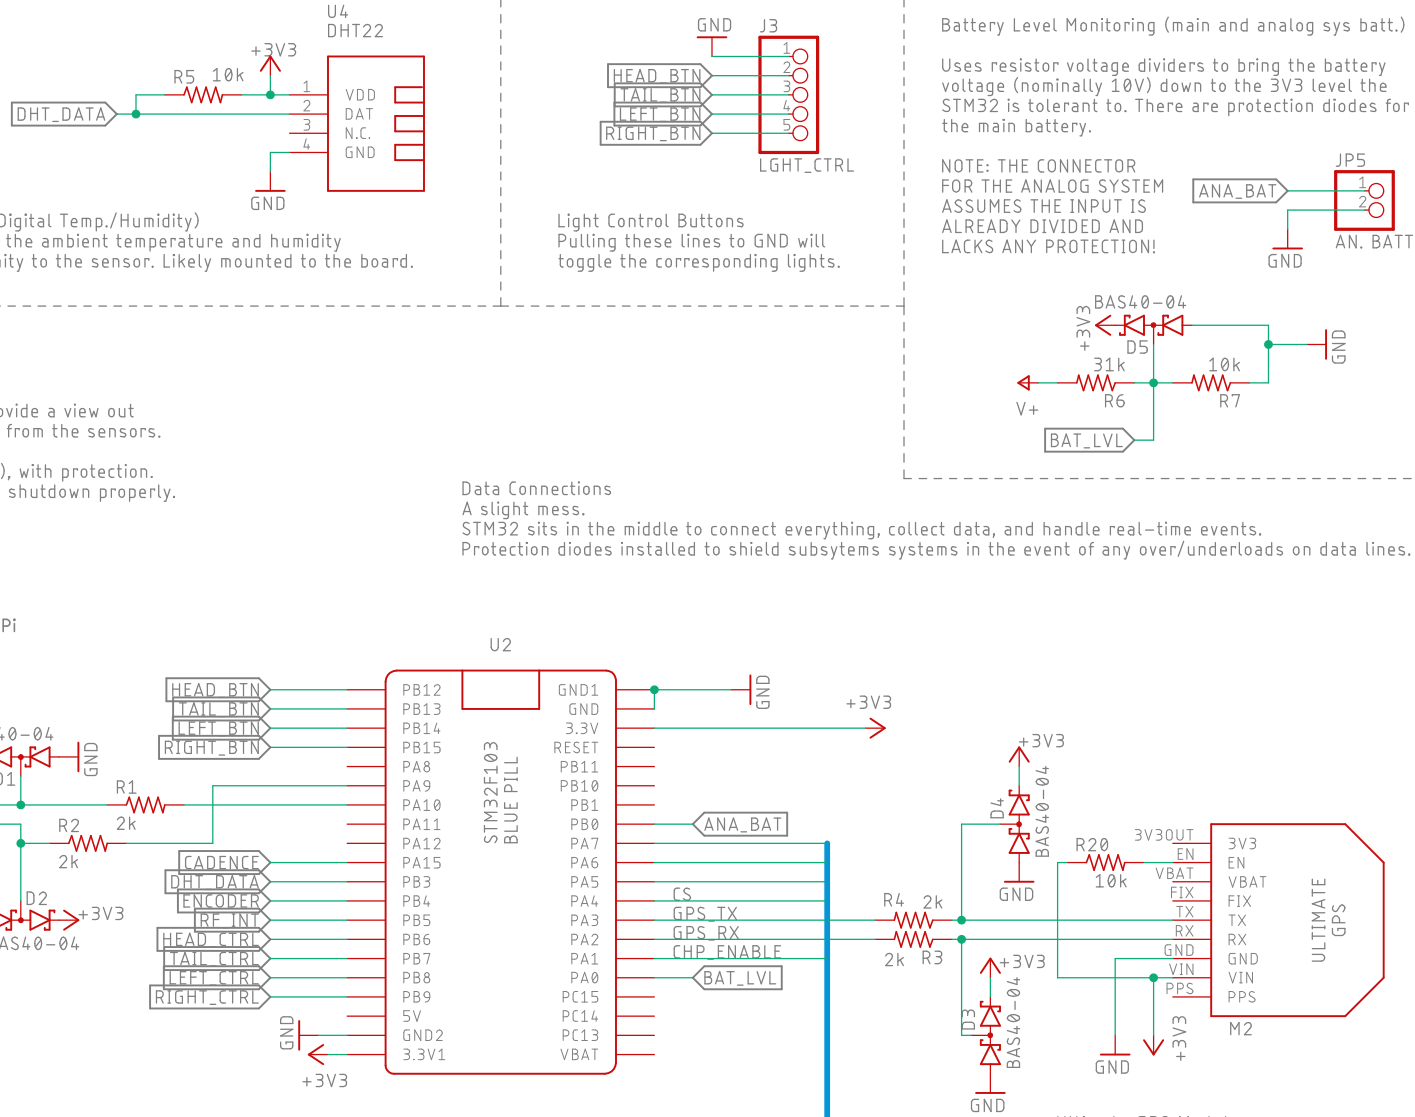 U4
DHT22
+3V3
R5 10k
DHT_DATA
1 VDD
2 DAT
3 N.C.
4 GND
GND
Digital Temp./Humidity)
the ambient temperature and humidity
ity to the sensor. Likely mounted to the board.
GND
J3
HEAD_BTN
TAIL_BTN
LEFT_BTN
RIGHT_BTN
1
2
3
4
5
LGHT_CTRL
Light Control Buttons
Pulling these lines to GND will
toggle the corresponding lights.
Battery Level Monitoring (main and analog sys batt.)
Uses resistor voltage dividers to bring the battery
voltage (nominally 10V) down to the 3V3 level the
STM32 is tolerant to. There are protection diodes for
the main battery.
NOTE: THE CONNECTOR
FOR THE ANALOG SYSTEM
ASSUMES THE INPUT IS
ALREADY DIVIDED AND
LACKS ANY PROTECTION!
JP5
ANA_BAT
1
2
GND
AN. BATT
BAS40-04
+3V3
D5
GND
31k
R6
10k
R7
V+
BAT_LVL
ovide a view out
from the sensors.
), with protection.
shutdown properly.
Data Connections
A slight mess.
STM32 sits in the middle to connect everything, collect data, and handle real-time events.
Protection diodes installed to shield subsytems systems in the event of any over/underloads on data lines.
Pi
U2
HEAD_BTN
TAIL_BTN
LEFT_BTN
RIGHT_BTN
40-04
D1
GND
R1
2k
R2
2k
D2
+3V3
AS40-04
CADENCE
DHT_DATA
ENCODER
RF_INT
HEAD_CTRL
TAIL_CTRL
LEFT_CTRL
RIGHT_CTRL
GND
+3V3
PB12
PB13
PB14
PB15
PA8
PA9
PA10
PA11
PA12
PA15
PB3
PB4
PB5
PB6
PB7
PB8
PB9
5V
GND2
3.3V1
STM32F103
BLUE PILL
GND1
GND
3.3V
RESET
PB11
PB10
PB1
PB0
PA7
PA6
PA5
PA4
PA3
PA2
PA1
PA0
PC15
PC14
PC13
VBAT
GND
+3V3
ANA_BAT
CS
GPS_TX
GPS_RX
CHP_ENABLE
BAT_LVL
R4 2k
2k R3
+3V3
D4
BAS40-04
GND
+3V3
D3
BAS40-04
GND
R20
10k
3V3OUT
EN
VBAT
FIX
TX
RX
GND
VIN
PPS
3V3
EN
VBAT
FIX
TX
RX
GND
VIN
PPS
ULTIMATE
GPS
M2
GND
+3V3